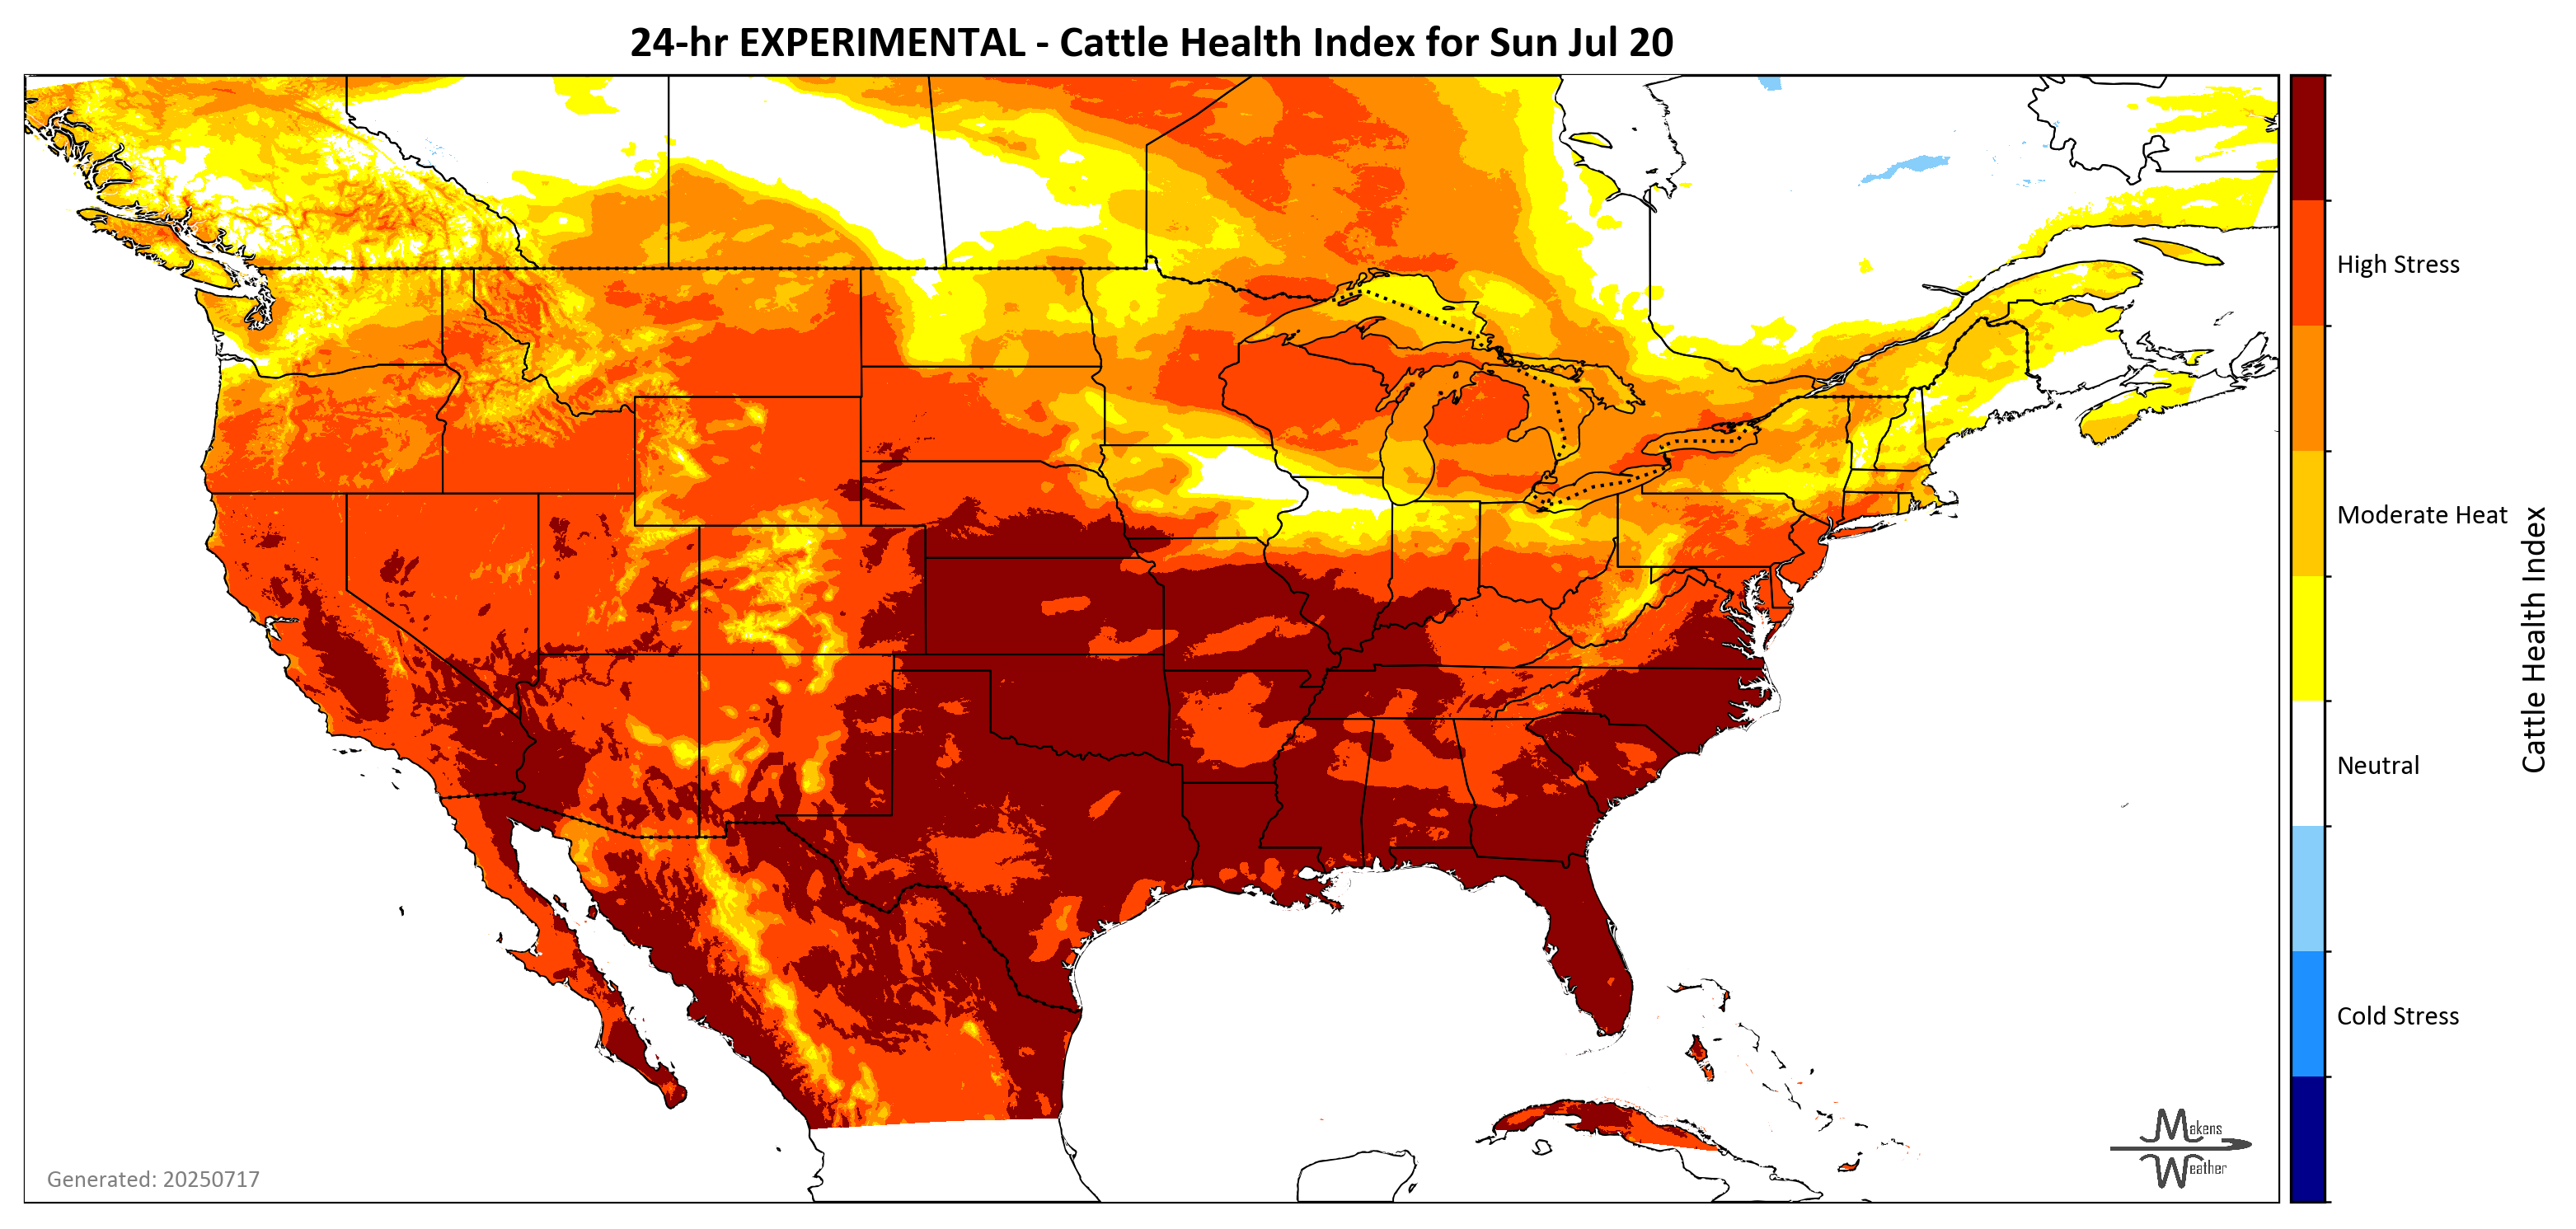 24-hr EXPERIMENTAL - Cattle Health Index for Sun Jul 20
High Stress
Moderate Heat
Neutral
Cold Stress
Cattle Health Index
Makens
Weather
Generated: 20250717